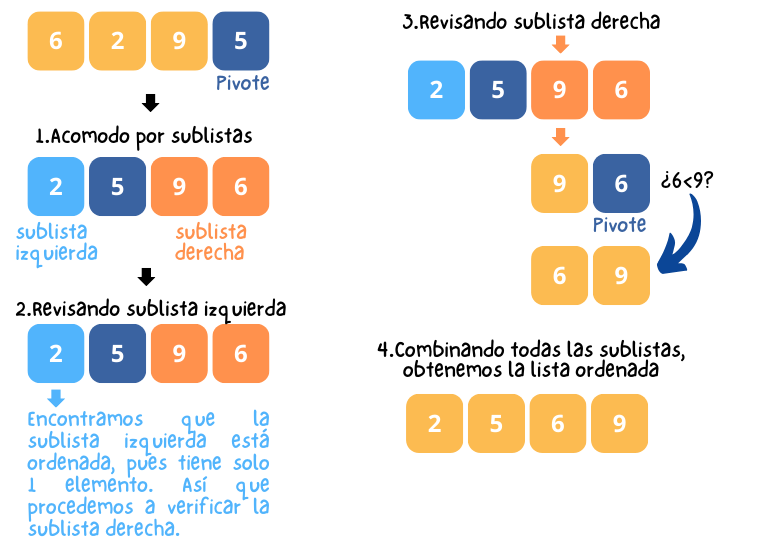 6 2 9 5
Pivote
1.Acomodo por sublistas
2 5 9 6
sublista izquierda
sublista derecha
2.Revisando sublista izquierda
2 5 9 6
Encontramos que la
sublista izquierda está
ordenada, pues tiene solo
1 elemento. Así que
procedemos a verificar la
sublista derecha.
3.Revisando sublista derecha
2 5 9 6
9 6 ¿6<9?
Pivote
6 9
4.Combinando todas las sublistas,
obtenemos la lista ordenada
2 5 6 9